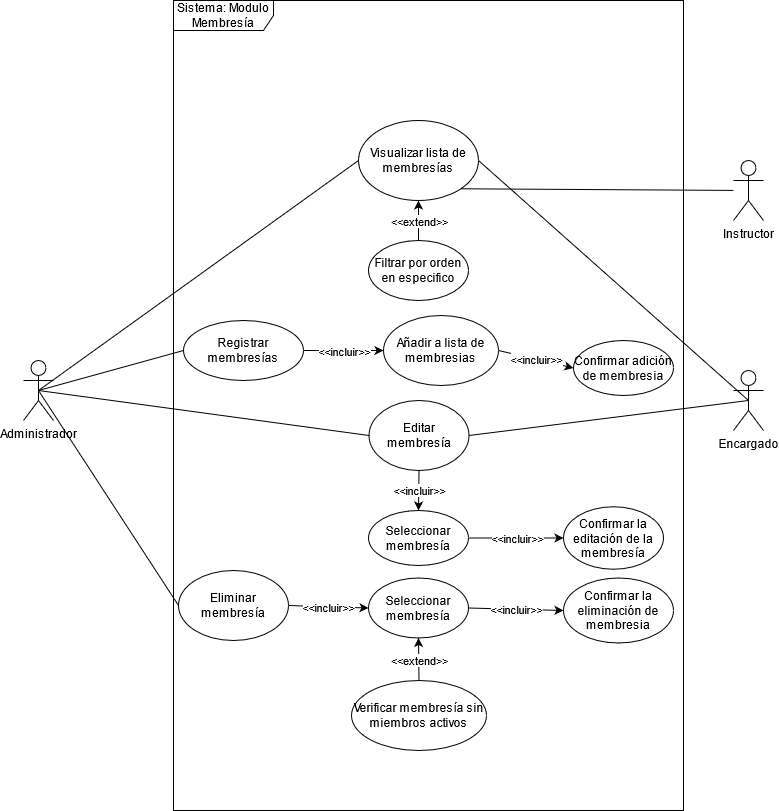 Sistema: Modulo
Membresía
Visualizar lista de
membresías
Instructor
<<extend>>
Filtrar por orden
en especifico
Registrar
membresías
<<incluir>>
Añadir a lista de
membresias
<<incluir>>
Confirmar adición
de membresia
Administrador
Editar
membresía
Encargado
<<incluir>>
Seleccionar
membresía
<<incluir>>
Confirmar la
editación de la
membresía
Eliminar
membresía
<<incluir>>
Seleccionar
membresía
<<incluir>>
Confirmar la
eliminación de
membresia
<<extend>>
Verificar membresía sin
miembros activos